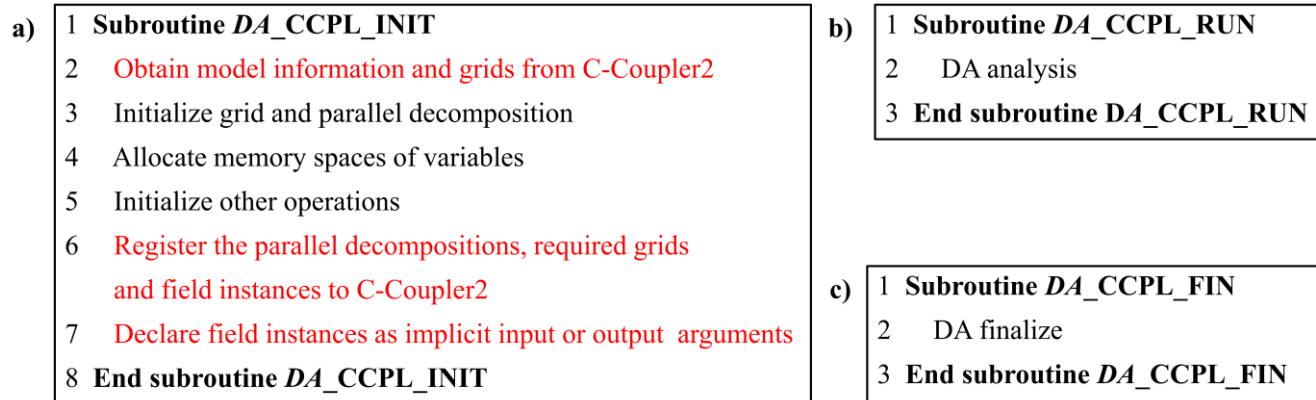 a)
1 Subroutine DA_CCPL_INIT
2 Obtain model information and grids from C-Coupler2
3 Initialize grid and parallel decomposition
4 Allocate memory spaces of variables
5 Initialize other operations
6 Register the parallel decompositions, required grids
and field instances to C-Coupler2
7 Declare field instances as implicit input or output arguments
8 End subroutine DA_CCPL_INIT
b)
1 Subroutine DA_CCPL_RUN
2 DA analysis
3 End subroutine DA_CCPL_RUN
c)
1 Subroutine DA_CCPL_FIN
2 DA finalize
3 End subroutine DA_CCPL_FIN